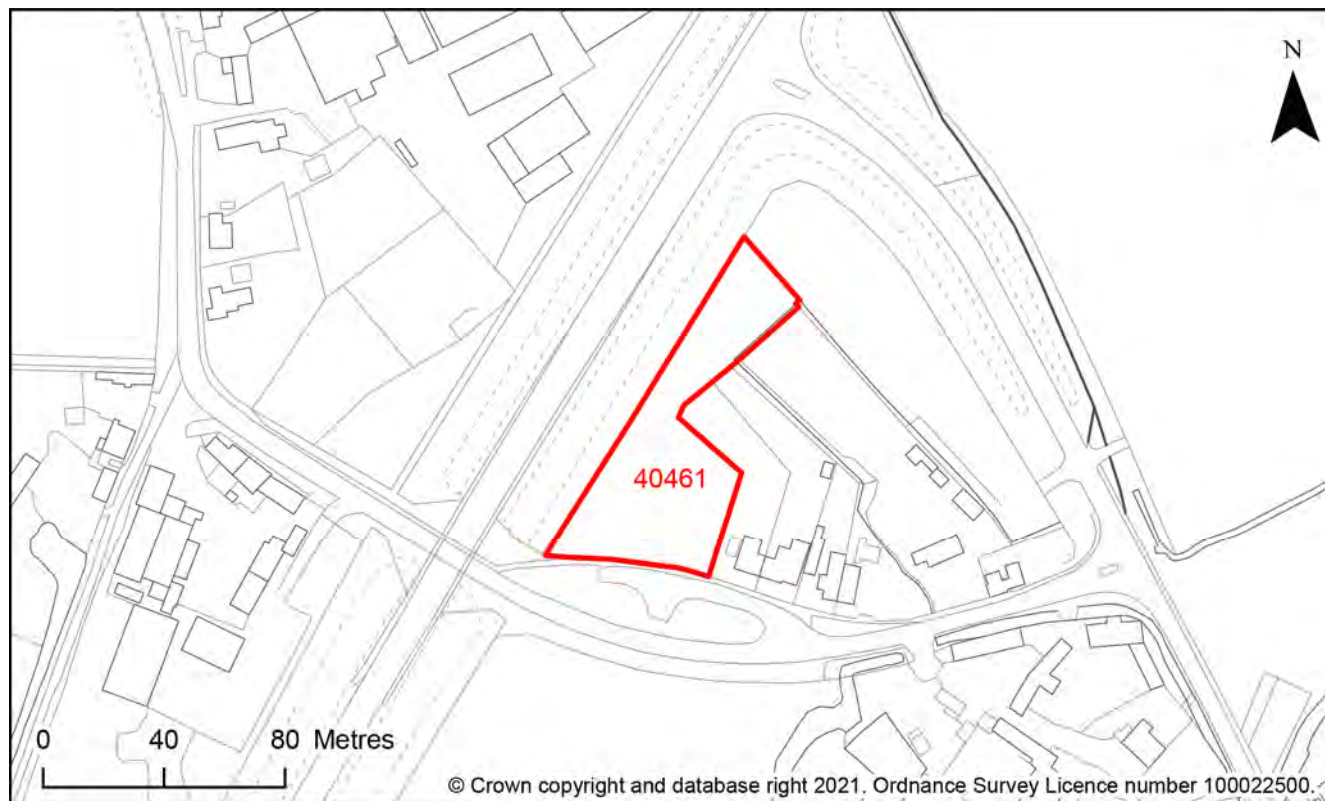 N
40461
0 40 80 Metres
© Crown copyright and database right 2021. Ordnance Survey Licence number 100022500.